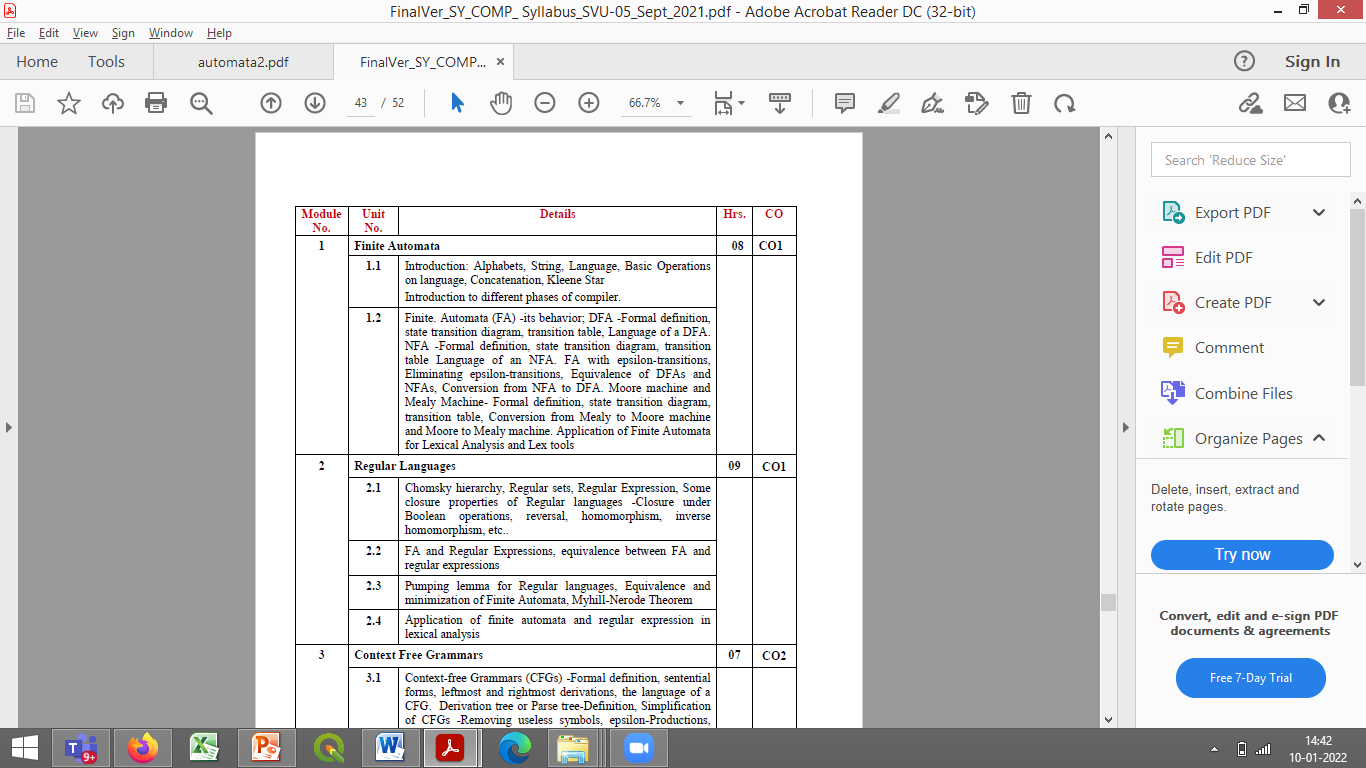 FinalVer_SY_COMP_ Syllabus_SVU-05_Sept_2021.pdf - Adobe Acrobat Reader DC (32-bit)
File Edit View Sign Window Help
Home Tools automata2.pdf FinalVer_SY_COMP... × Sign In
43 / 52 66.7%
Module No. Unit No. Details Hrs. CO
1 Finite Automata 08 CO1
1.1 Introduction: Alphabets, String, Language, Basic Operations
on language, Concatenation, Kleene Star
Introduction to different phases of compiler.
1.2 Finite. Automata (FA) -its behavior; DFA -Formal definition,
state transition diagram, transition table, Language of a DFA.
NFA -Formal definition, state transition diagram, transition
table Language of an NFA. FA with epsilon-transitions,
Eliminating epsilon-transitions, Equivalence of DFAs and
NFAs, Conversion from NFA to DFA. Moore machine and
Mealy Machine- Formal definition, state transition diagram,
transition table, Conversion from Mealy to Moore machine
and Moore to Mealy machine. Application of Finite Automata
for Lexical Analysis and Lex tools
2 Regular Languages 09 CO1
2.1 Chomsky hierarchy, Regular sets, Regular Expression, Some
closure properties of Regular languages -Closure under
Boolean operations, reversal, homomorphism, inverse
homomorphism, etc..
2.2 FA and Regular Expressions, equivalence between FA and
regular expressions
2.3 Pumping lemma for Regular languages, Equivalence and
minimization of Finite Automata, Myhill-Nerode Theorem
2.4 Application of finite automata and regular expression in
lexical analysis
3 Context Free Grammars 07 CO2
3.1 Context-free Grammars (CFGs) -Formal definition, sentential
forms, leftmost and rightmost derivations, the language of a
CFG. Derivation tree or Parse tree-Definition, Simplification
of CFGs -Removing useless symbols, epsilon-Productions,
Search 'Reduce Size'
Export PDF
Edit PDF
Create PDF
Comment
Combine Files
Organize Pages
Delete, insert, extract and
rotate pages.
Try now
Convert, edit and e-sign PDF
documents & agreements
Free 7-Day Trial
9+
14:42
10-01-2022